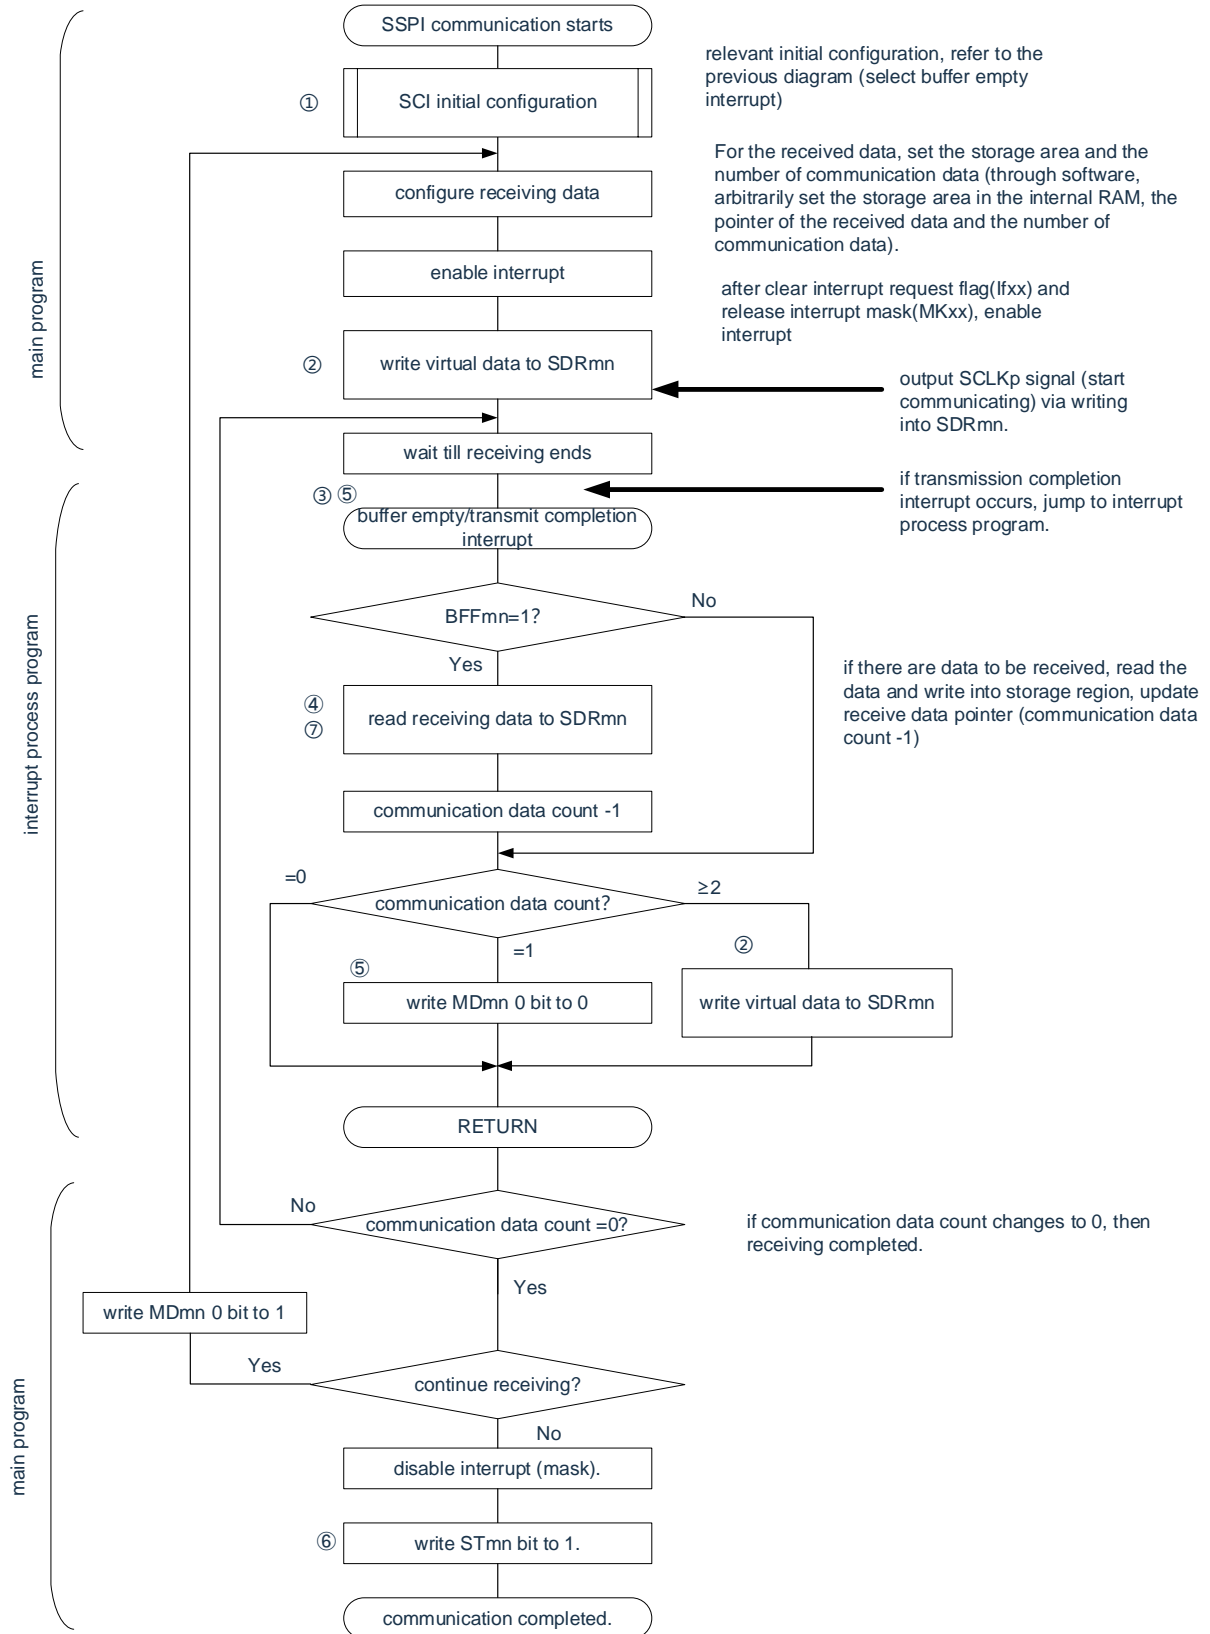 SSPI communication starts
relevant initial configuration, refer to the
previous diagram (select buffer empty
interrupt)
①
SCI initial configuration
For the received data, set the storage area and the
number of communication data (through software,
arbitrarily set the storage area in the internal RAM, the
pointer of the received data and the number of
communication data).
configure receiving data
main program
enable interrupt
after clear interrupt request flag(Ifxx) and
release interrupt mask(MKxx), enable
interrupt
②
write virtual data to SDRmn
output SCLKp signal (start
communicating) via writing
into SDRmn.
wait till receiving ends
if transmission completion
interrupt occurs, jump to interrupt
process program.
③ ⑤
buffer empty/transmit completion
interrupt
interrupt process program
BFFmn=1?
No
Yes
if there are data to be received, read the
data and write into storage region, update
receive data pointer (communication data
count -1)
④
⑦
read receiving data to SDRmn
communication data count -1
=0
communication data count?
≥2
=1
②
⑤
write MDmn 0 bit to 0
write virtual data to SDRmn
RETURN
No
communication data count =0?
if communication data count changes to 0, then
receiving completed.
Yes
write MDmn 0 bit to 1
Yes
continue receiving?
main program
No
disable interrupt (mask).
⑥
write STmn bit to 1.
communication completed.